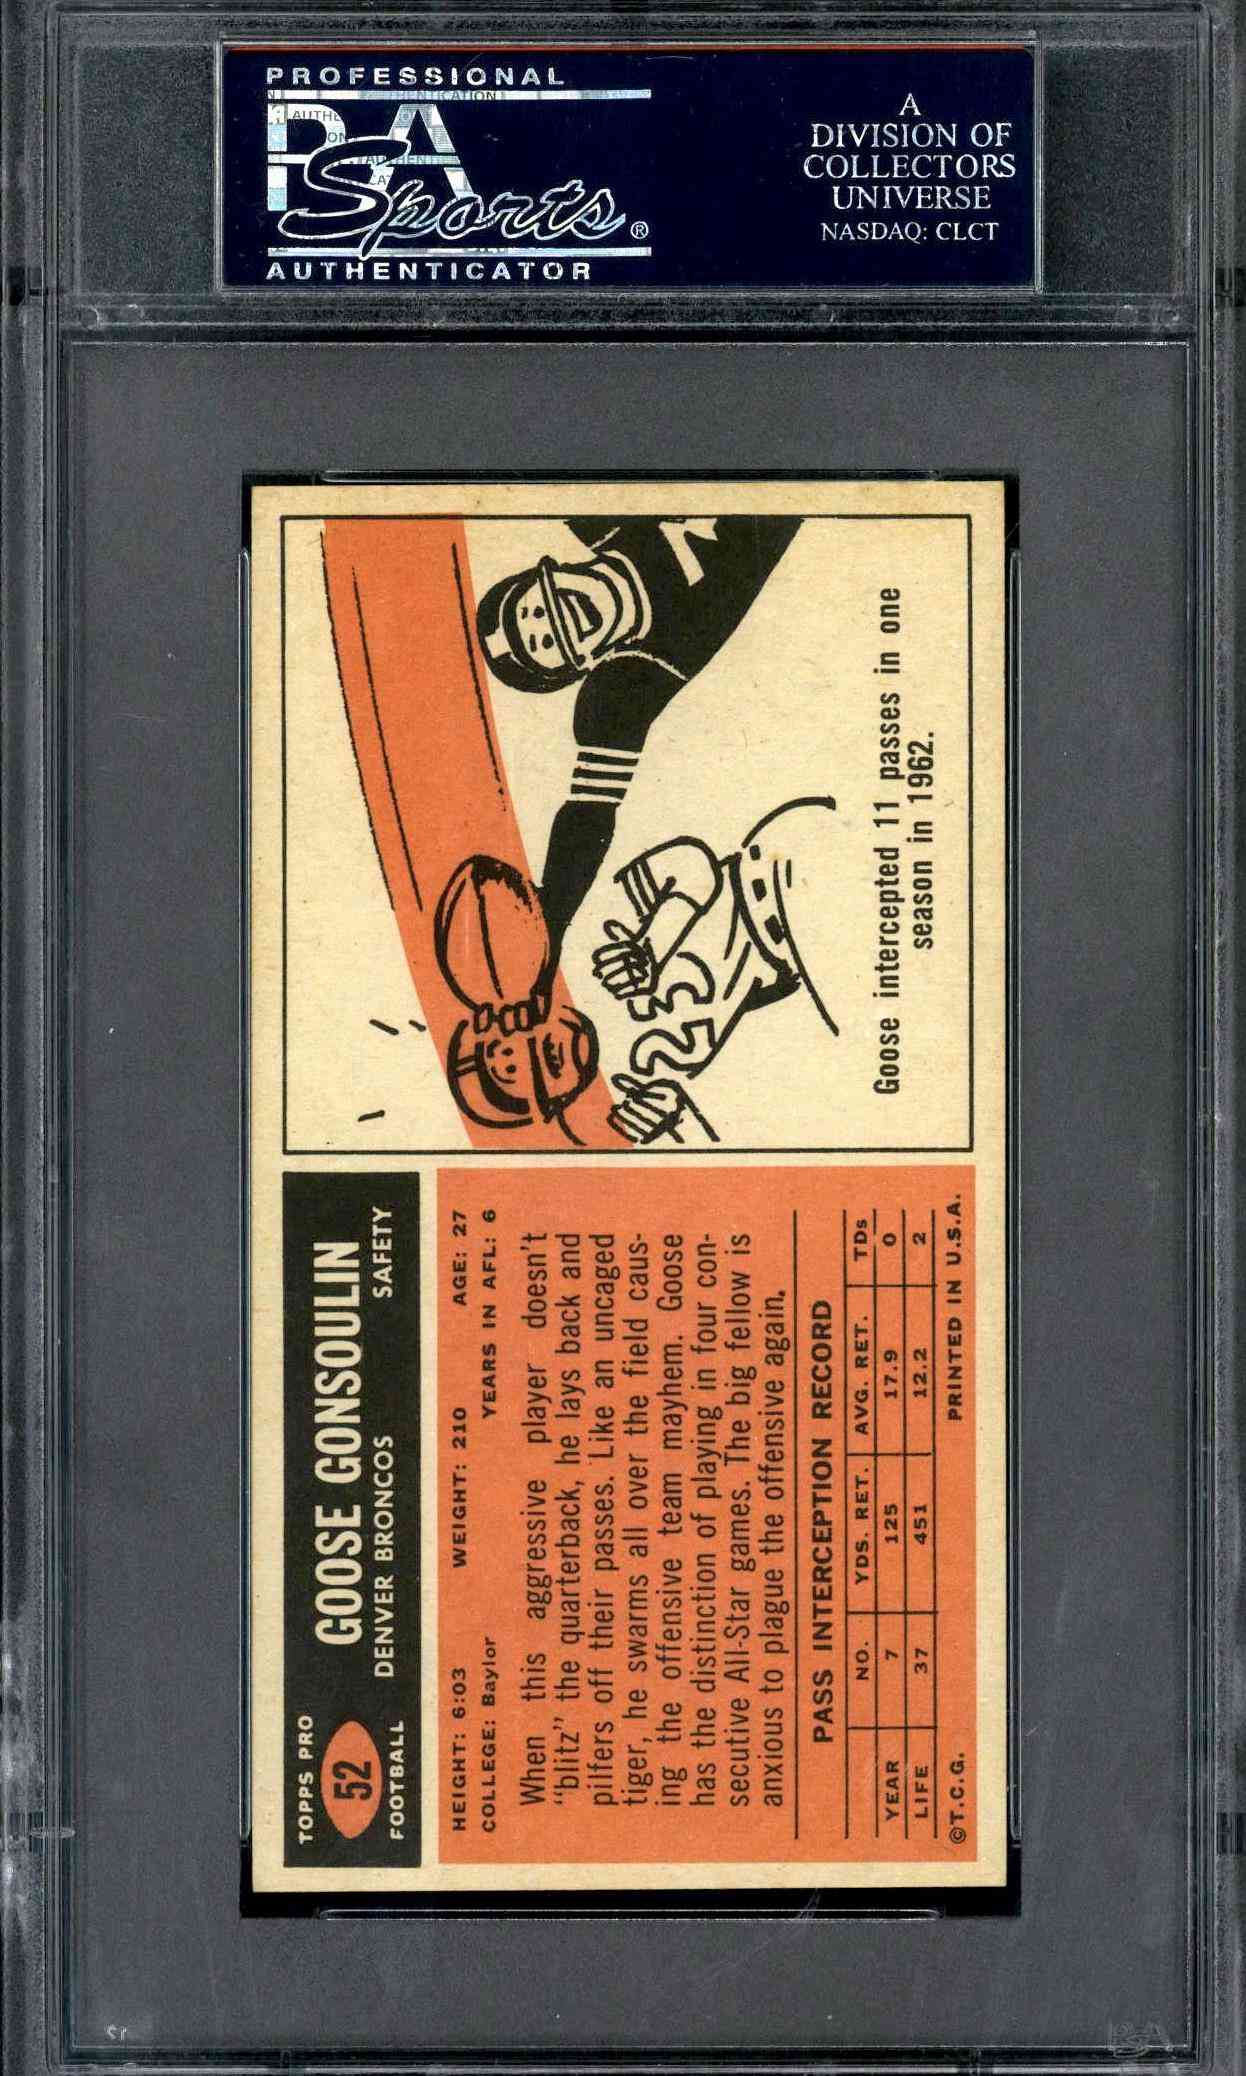 PROFESSIONAL
PSA
Sports®
AUTHENTICATOR
A
DIVISION OF
COLLECTORS
UNIVERSE
NASDAQ: CLCT
TOPPS PRO
52
FOOTBALL
GOOSE GONSOULIN
DENVER BRONCOS SAFETY
HEIGHT: 6:03 WEIGHT: 210 AGE: 27
COLLEGE: Baylor YEARS IN AFL: 6
When this aggressive player doesn't
"blitz" the quarterback, he lays back and
pilfers off their passes. Like an uncaged
tiger, he swarms all over the field caus-
ing the offensive team mayhem. Goose
has the distinction of playing in four con-
secutive All-Star games. The big fellow is
anxious to plague the offensive again.
PASS INTERCEPTION RECORD
NO. YDS. RET. AVG. RET. TDs
YEAR 7 125 17.9 0
LIFE 37 451 12.2 2
©T.C.G. PRINTED IN U.S.A.
23
Goose intercepted 11 passes in one
season in 1962.
PSA